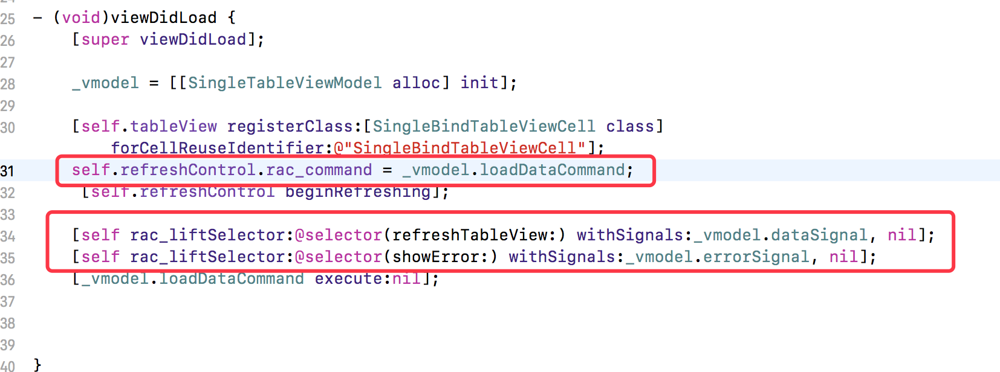 25 - (void)viewDidLoad {
26 [super viewDidLoad];
27
28 _vmodel = [[SingleTableViewModel alloc] init];
29
30 [self.tableView registerClass:[SingleBindTableViewCell class]
forCellReuseIdentifier:@"SingleBindTableViewCell"];
31 self.refreshControl.rac_command = _vmodel.loadDataCommand;
32 [self.refreshControl beginRefreshing];
33
34 [self rac_liftSelector:@selector(refreshTableView:) withSignals:_vmodel.dataSignal, nil];
35 [self rac_liftSelector:@selector(showError:) withSignals:_vmodel.errorSignal, nil];
36 [_vmodel.loadDataCommand execute:nil];
37
38
39
40 }